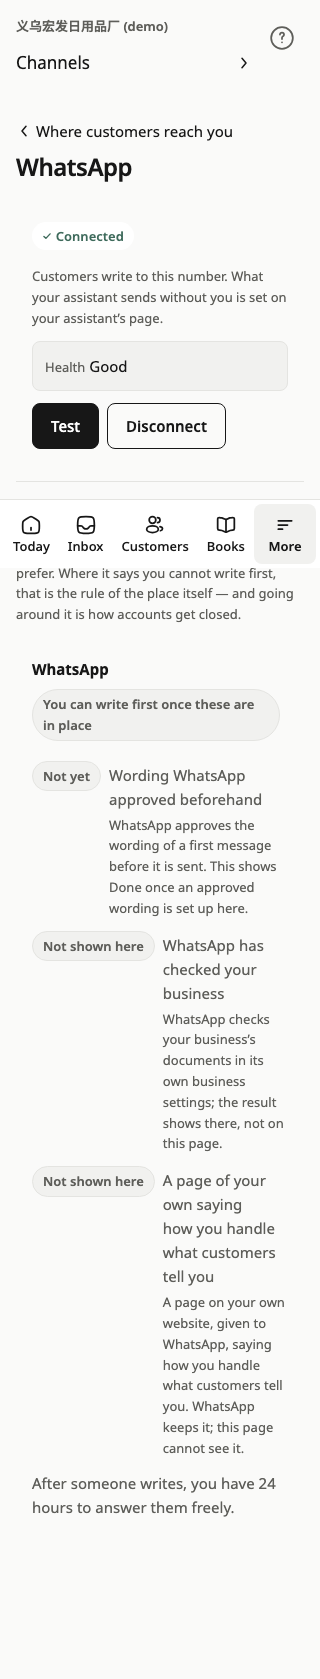 义乌宏发日用品厂 (demo)
Channels
Where customers reach you
WhatsApp
Connected
Customers write to this number. What
your assistant sends without you is set on
your assistant’s page.
Health Good
Test Disconnect
Today Inbox Customers Books More
prefer. Where it says you cannot write first,
that is the rule of the place itself — and going
around it is how accounts get closed.
WhatsApp
You can write first once these are
in place
Not yet Wording WhatsApp
approved beforehand
WhatsApp approves the
wording of a first message
before it is sent. This shows
Done once an approved
wording is set up here.
Not shown here WhatsApp has
checked your
business
WhatsApp checks
your business’s
documents in its
own business
settings; the result
shows there, not on
this page.
Not shown here A page of your
own saying
how you handle
what customers
tell you
A page on your own
website, given to
WhatsApp, saying
how you handle
what customers tell
you. WhatsApp
keeps it; this page
cannot see it.
After someone writes, you have 24
hours to answer them freely.